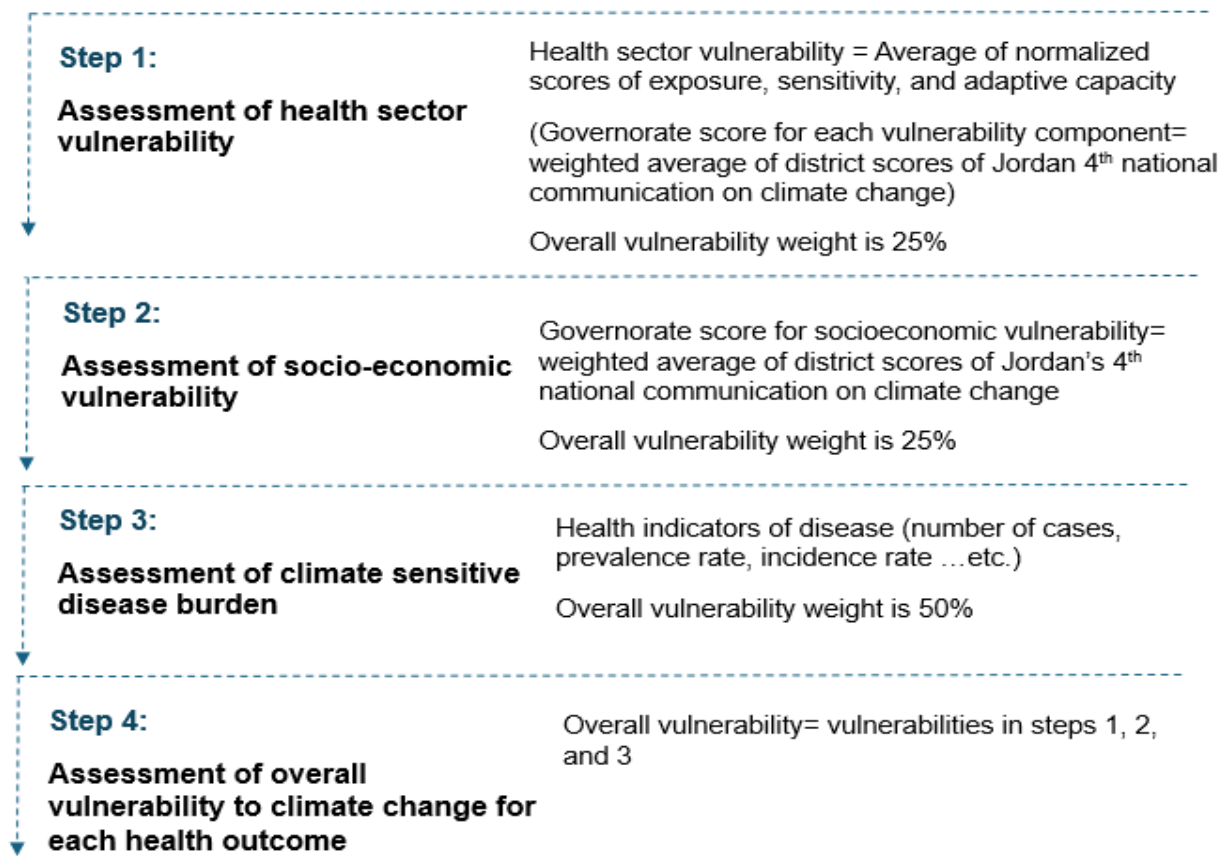 Step 1:
Assessment of health sector
vulnerability
Health sector vulnerability = Average of normalized
scores of exposure, sensitivity, and adaptive capacity
(Governorate score for each vulnerability component=
weighted average of district scores of Jordan 4th national
communication on climate change)
Overall vulnerability weight is 25%
Step 2:
Assessment of socio-economic
vulnerability
Governorate score for socioeconomic vulnerability=
weighted average of district scores of Jordan's 4th
national communication on climate change
Overall vulnerability weight is 25%
Step 3:
Assessment of climate sensitive
disease burden
Health indicators of disease (number of cases,
prevalence rate, incidence rate …etc.)
Overall vulnerability weight is 50%
Step 4:
Assessment of overall
vulnerability to climate change for
each health outcome
Overall vulnerability= vulnerabilities in steps 1, 2,
and 3